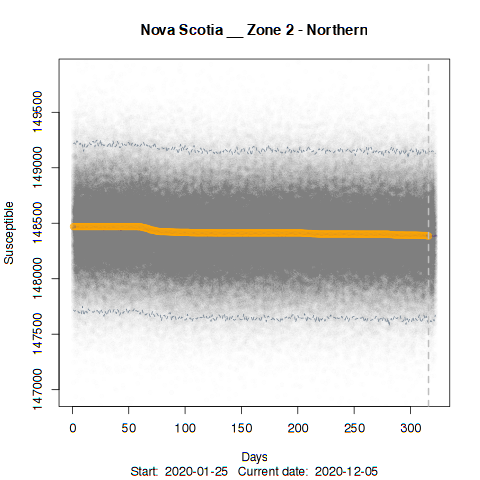 Nova Scotia __ Zone 2 - Northern
149500
149000
148500
148000
147500
147000
Susceptible
0 50 100 150 200 250 300
Days
Start: 2020-01-25 Current date: 2020-12-05